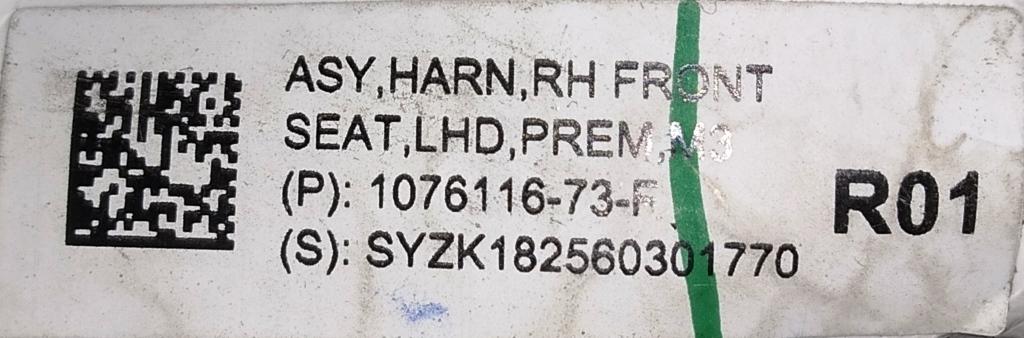 ASY,HARN,RH FRONT
SEAT,LHD,PREM,M3
(P): 1076116-73-F
(S): SYZK182560301770
R01